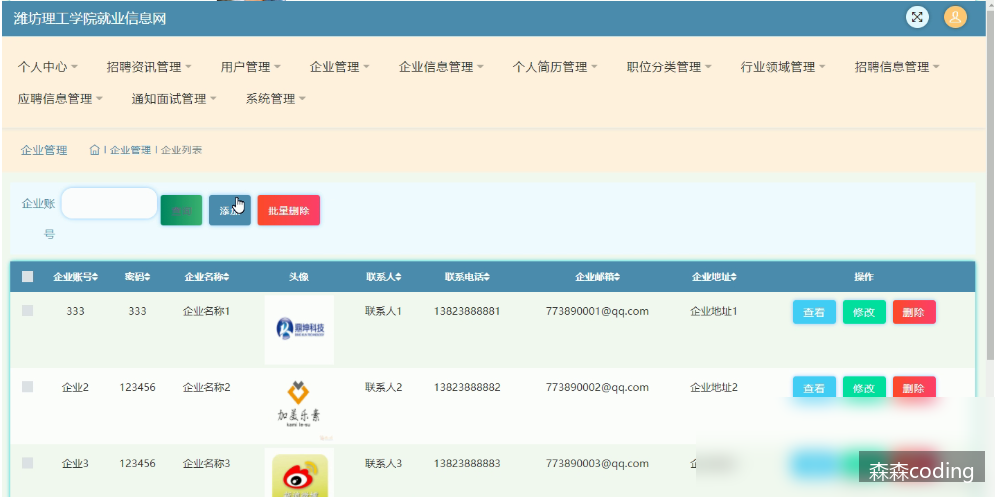 潍坊理工学院就业信息网
个人中心 招聘资讯管理 用户管理 企业管理 企业信息管理 个人简历管理 职位分类管理 行业领域管理 招聘信息管理
应聘信息管理 通知面试管理 系统管理
企业管理 企业管理 企业列表
企业账号 添加 批量删除
企业账号 密码 企业名称 头像 联系人 联系电话 企业邮箱 企业地址 操作
333 333 企业名称1 鼎坤科技 联系人1 13823888881 773890001@qq.com 企业地址1 查看 修改 删除
企业2 123456 企业名称2 加美乐素 联系人2 13823888882 773890002@qq.com 企业地址2 查看 修改 删除
企业3 123456 企业名称3 联系人3 13823888883 773890003@qq.com
森森coding